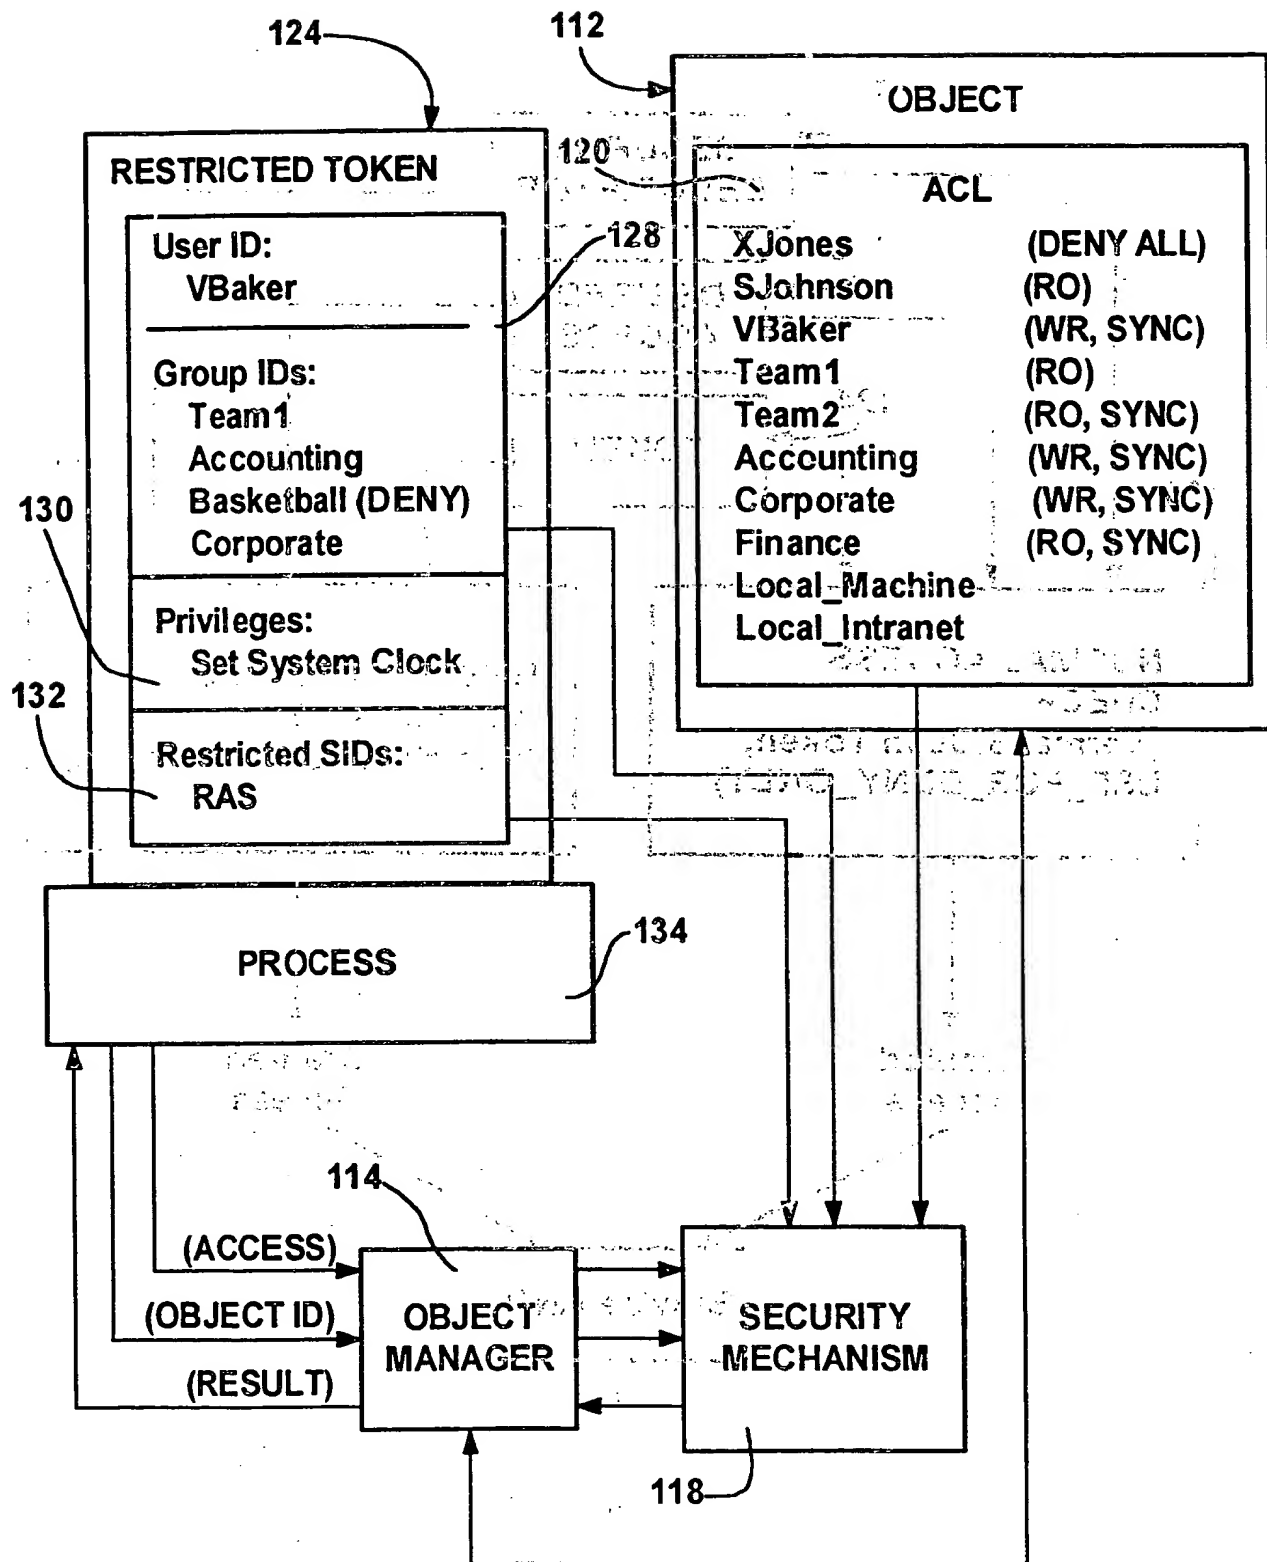 124
112
OBJECT
RESTRICTED TOKEN
120
ACL
User ID:
VBaker
128
Group IDs:
Team1
Accounting
Basketball (DENY)
Corporate
130
Privileges:
Set System Clock
132
Restricted SIDs:
RAS
XJones (DENY ALL)
SJohnson (RO)
VBaker (WR, SYNC)
Team1 (RO)
Team2 (RO, SYNC)
Accounting (WR, SYNC)
Corporate (WR, SYNC)
Finance (RO, SYNC)
Local_Machine
Local_Intranet
PROCESS
134
114
(ACCESS)
(OBJECT ID)
(RESULT)
OBJECT
MANAGER
SECURITY
MECHANISM
118